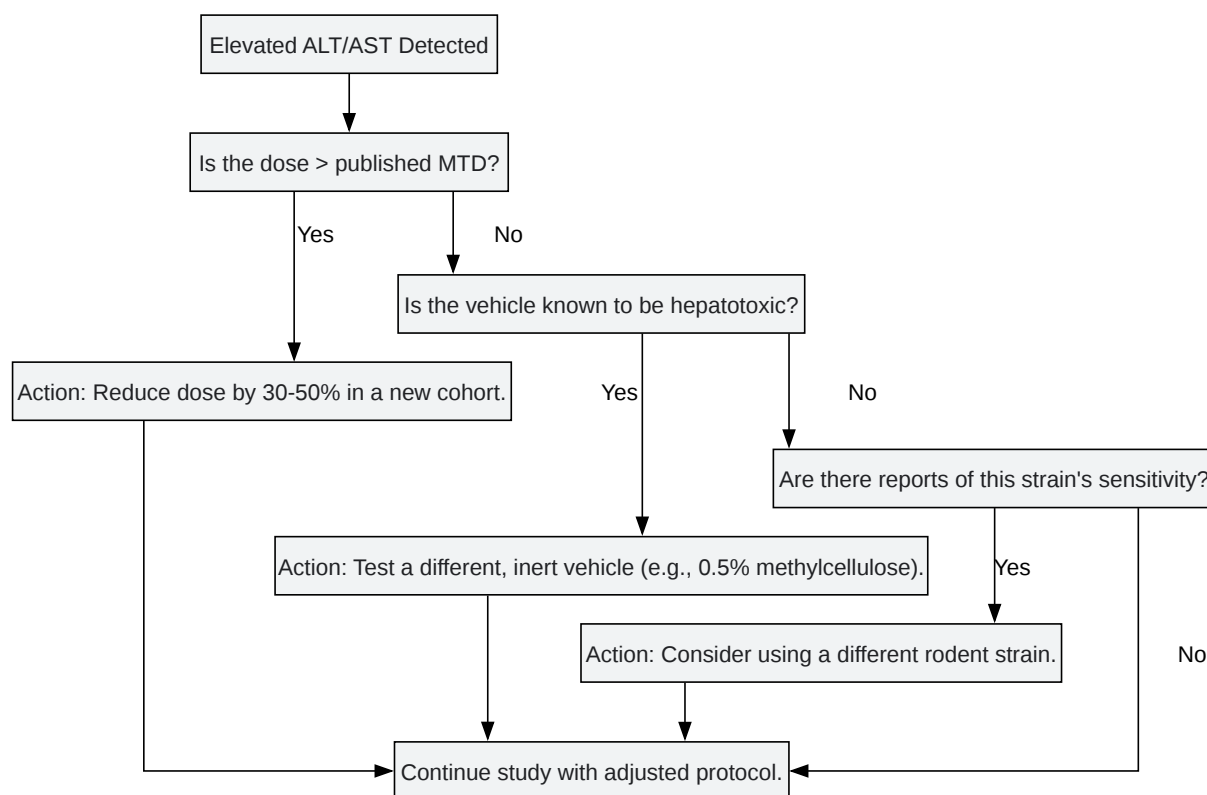 Elevated ALT/AST Detected
Is the dose > published MTD?
Yes
No
Is the vehicle known to be hepatotoxic?
Action: Reduce dose by 30-50% in a new cohort.
Yes
No
Are there reports of this strain's sensitivity?
Action: Test a different, inert vehicle (e.g., 0.5% methylcellulose).
Yes
Action: Consider using a different rodent strain.
No
Continue study with adjusted protocol.